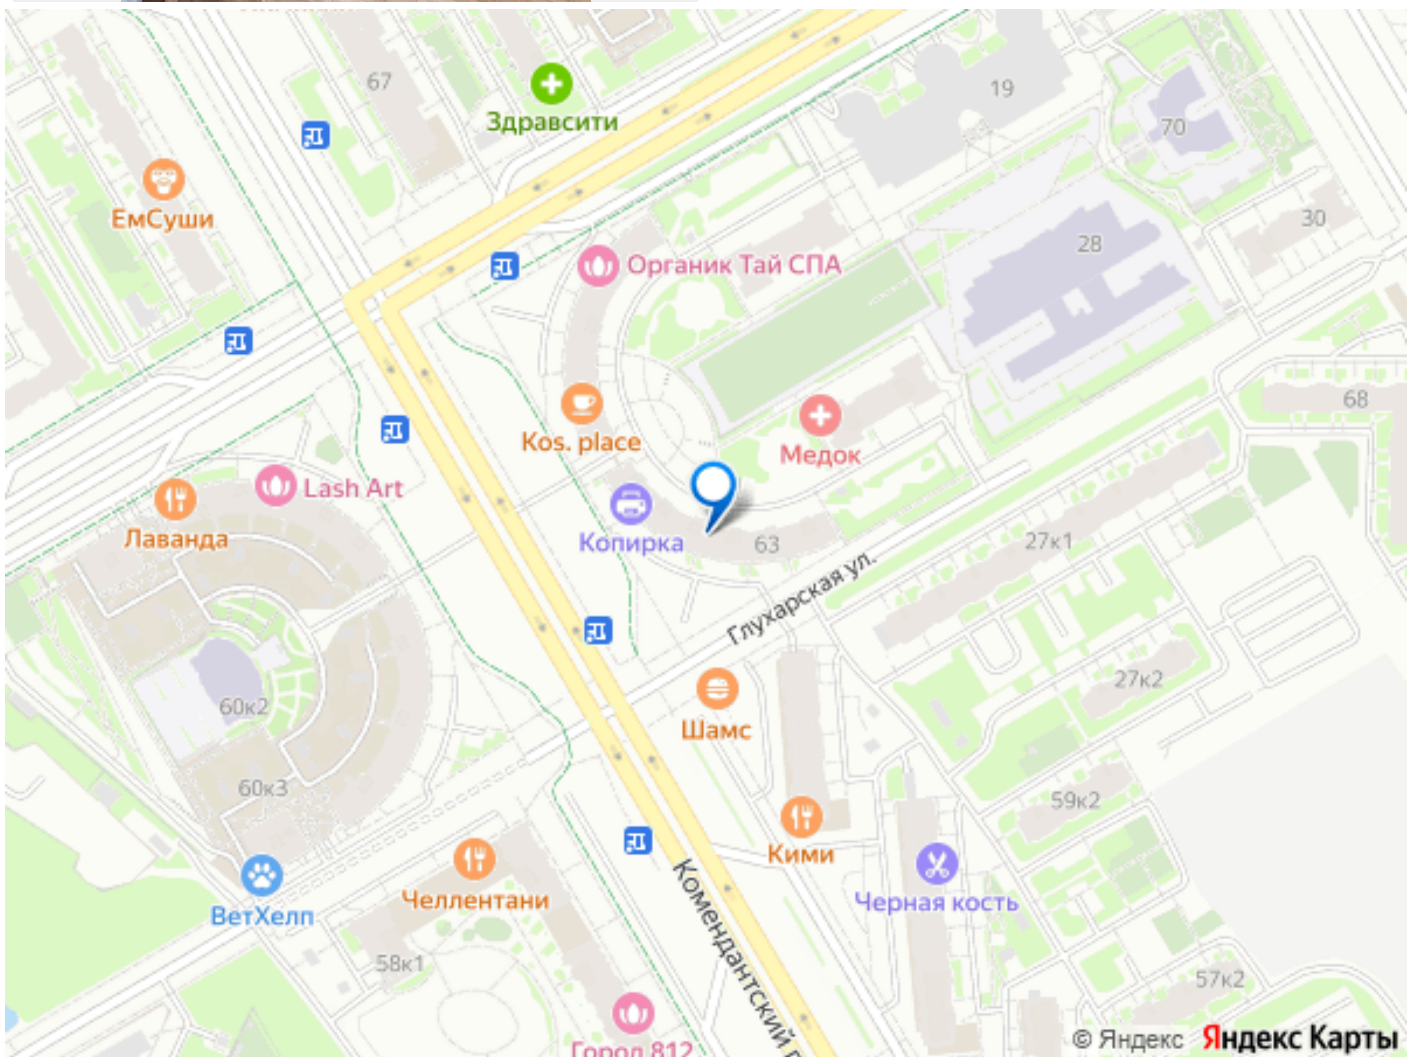 67
19
Здравсити
70
ЕмСуши
30
28
Органик Тай СПА
68
Kos. place
Медок
Lash Art
Лаванда
Копирка
63
27к1
Глухарская ул.
27к2
60к2
Шамс
60к3
59к2
Кими
Челлентани
Черная кость
ВетХелп
Комендантский п
58к1
57к2
Город 812
© Яндекс Яндекс Карты